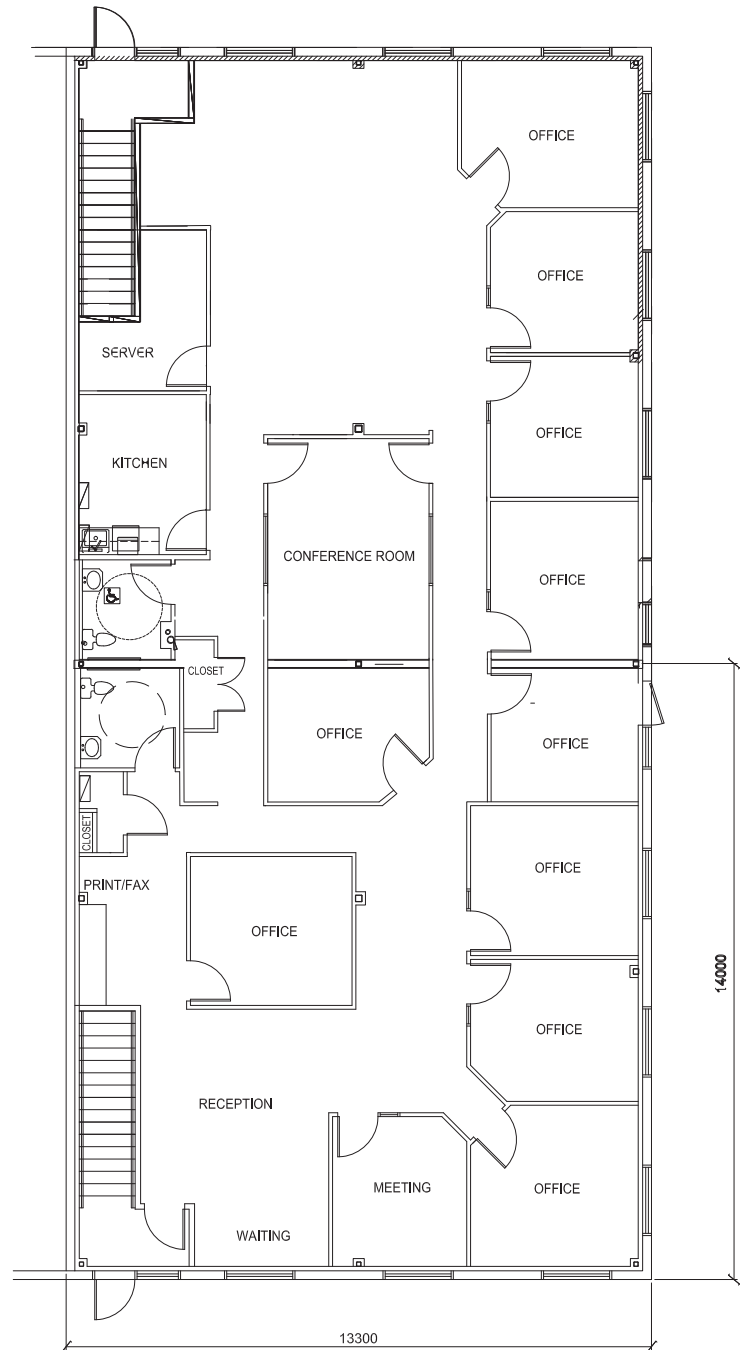 OFFICE
OFFICE
SERVER
OFFICE
KITCHEN
CONFERENCE ROOM
OFFICE
CLOSET
OFFICE
OFFICE
CLOSET
OFFICE
PRINT/FAX
OFFICE
14000
OFFICE
RECEPTION
MEETING
OFFICE
WAITING
13300